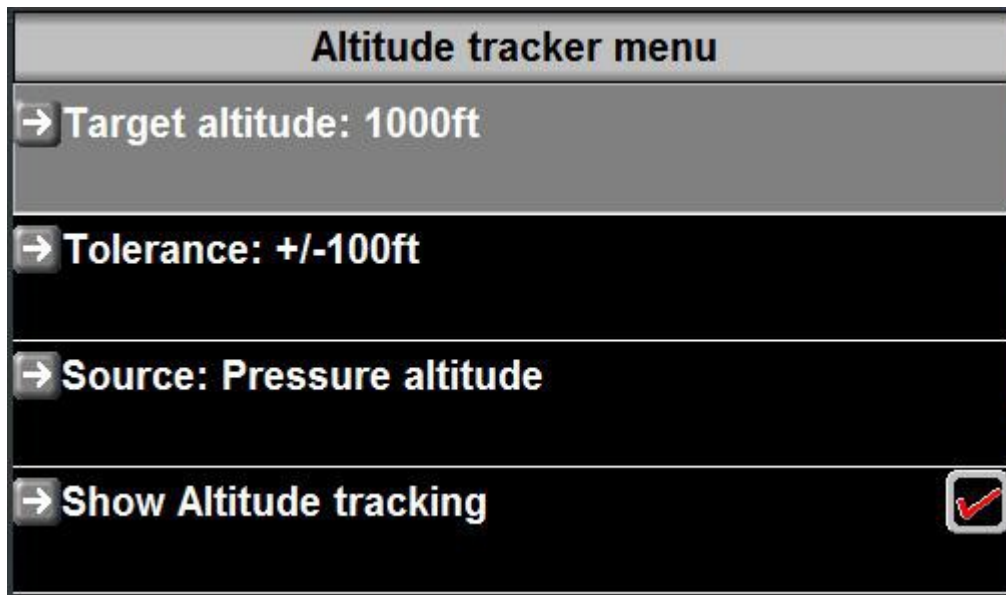 Altitude tracker menu
Target altitude: 1000ft
Tolerance: +/-100ft
Source: Pressure altitude
Show Altitude tracking